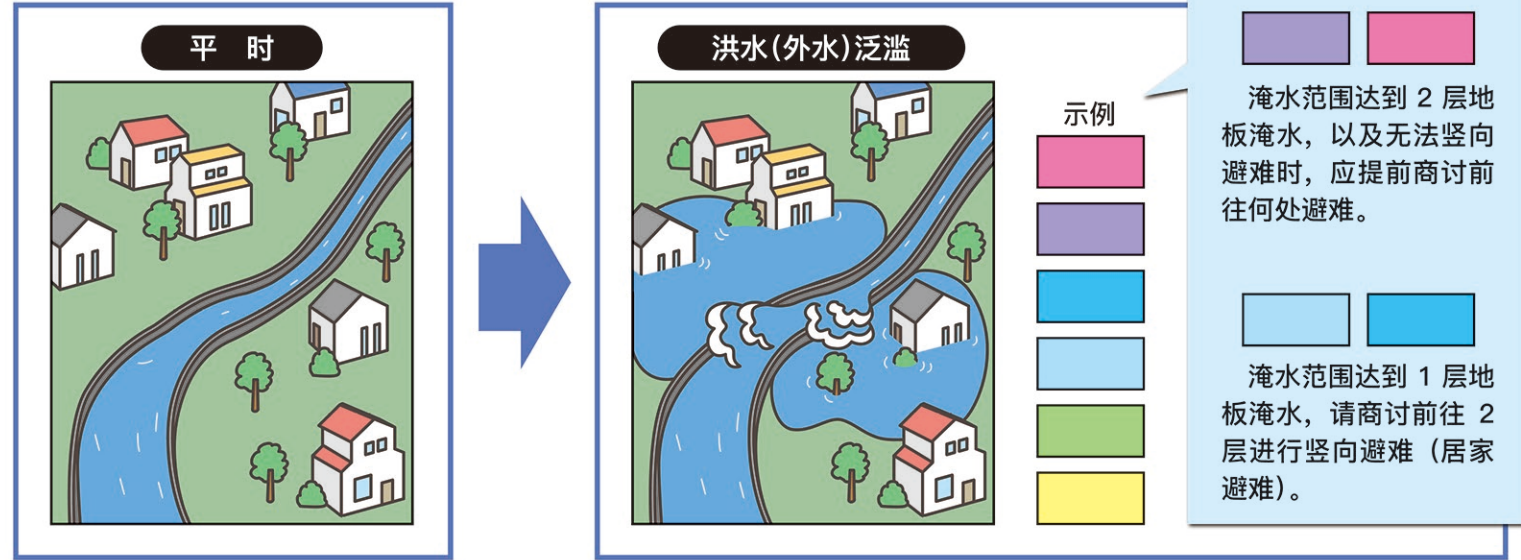 平 时
洪水(外水)泛滥
示例
淹水范围达到 2 层地
板淹水，以及无法竖向
避难时，应提前商讨前
往何处避难。
淹水范围达到 1 层地
板淹水，请商讨前往 2
层进行竖向避难（居家
避难）。